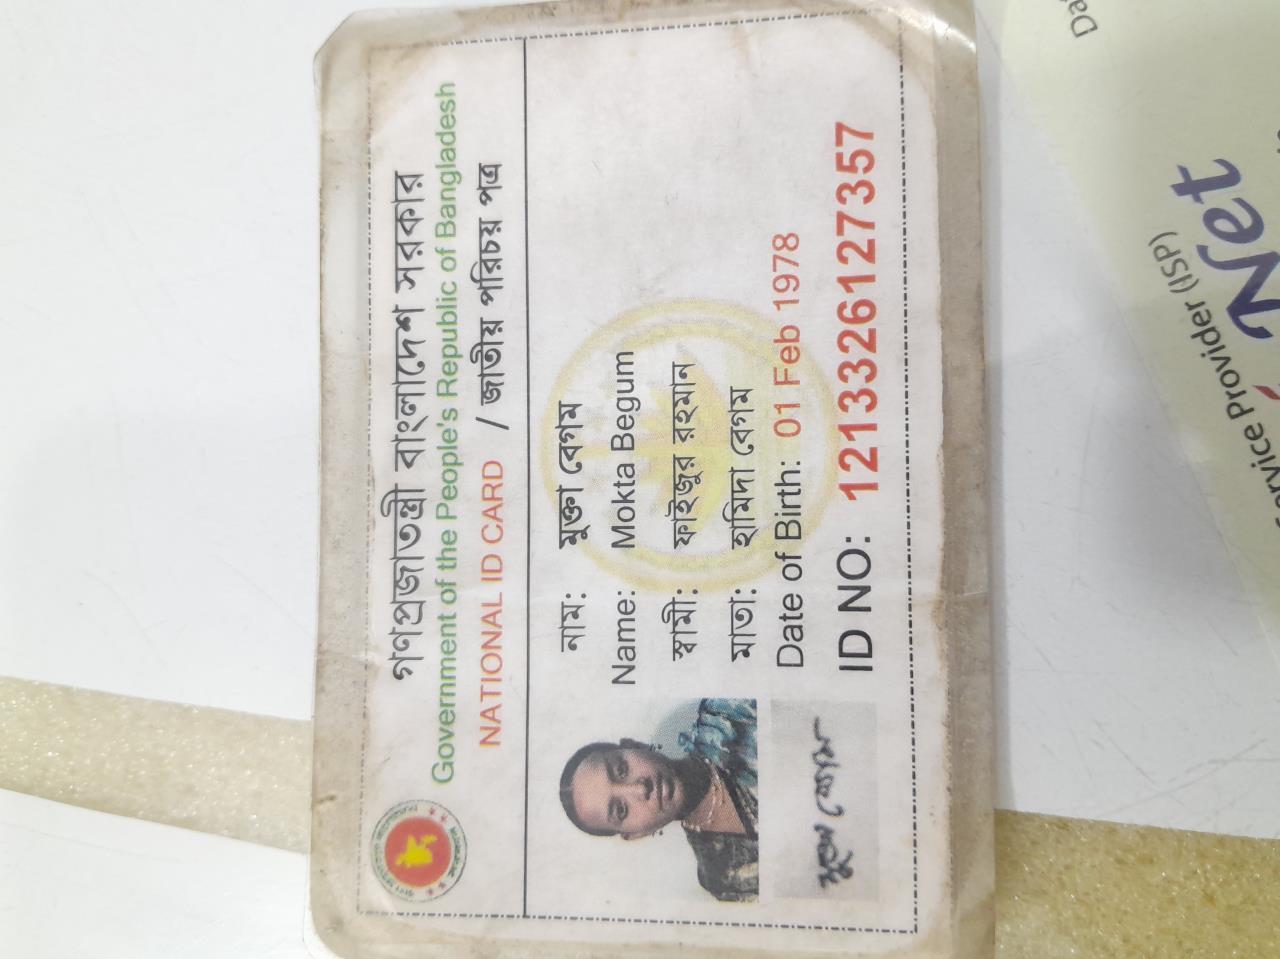 গণপ্রজাতন্ত্রী বাংলাদেশ সরকার
Government of the People's Republic of Bangladesh
NATIONAL ID CARD / জাতীয় পরিচয় পত্র
নাম: মুক্তা বেগম
Name: Mokta Begum
স্বামী: ফাইজুর রহমান
মাতা: হামিদা বেগম
Date of Birth: 01 Feb 1978
ID NO: 1213326127357
মুক্তা বেগম
Provider (ISP)
Net